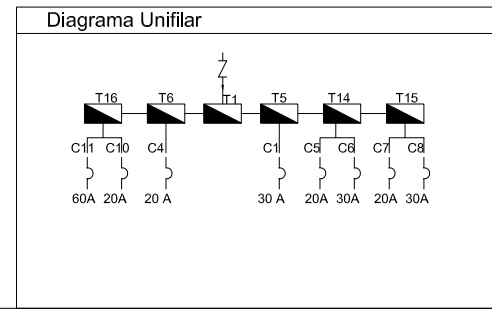 Diagrama Unifilar
T16 T6 T1 T5 T14 T15
C11 C10 C4 C1 C5 C6 C7 C8
60A 20A 20 A 30 A 20A 30A 20A 30A